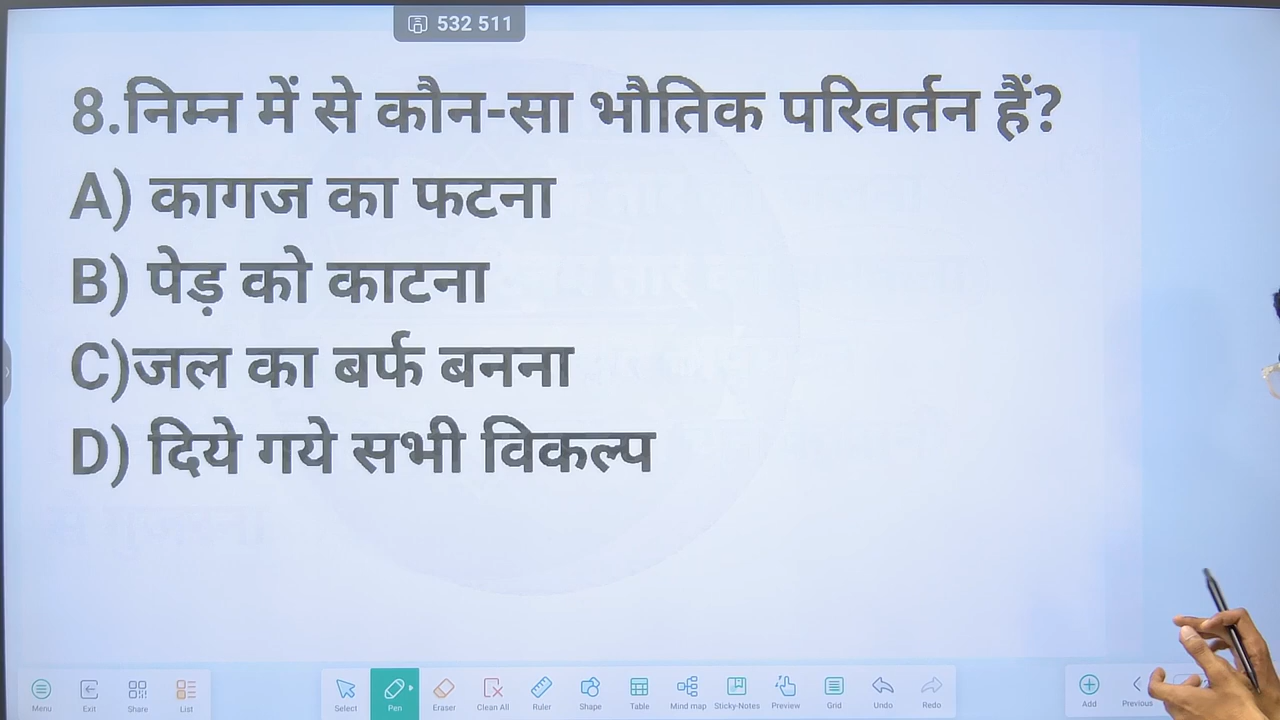 532 511
8.निम्न में से कौन-सा भौतिक परिवर्तन हैं?
A) कागज का फटना
B) पेड़ को काटना
C)जल का बर्फ बनना
D) दिये गये सभी विकल्प
Menu Exit Share List Select Pen Eraser Clean All Ruler Shape Table Mind map Sticky-Notes Preview Grid Undo Redo Add Previous